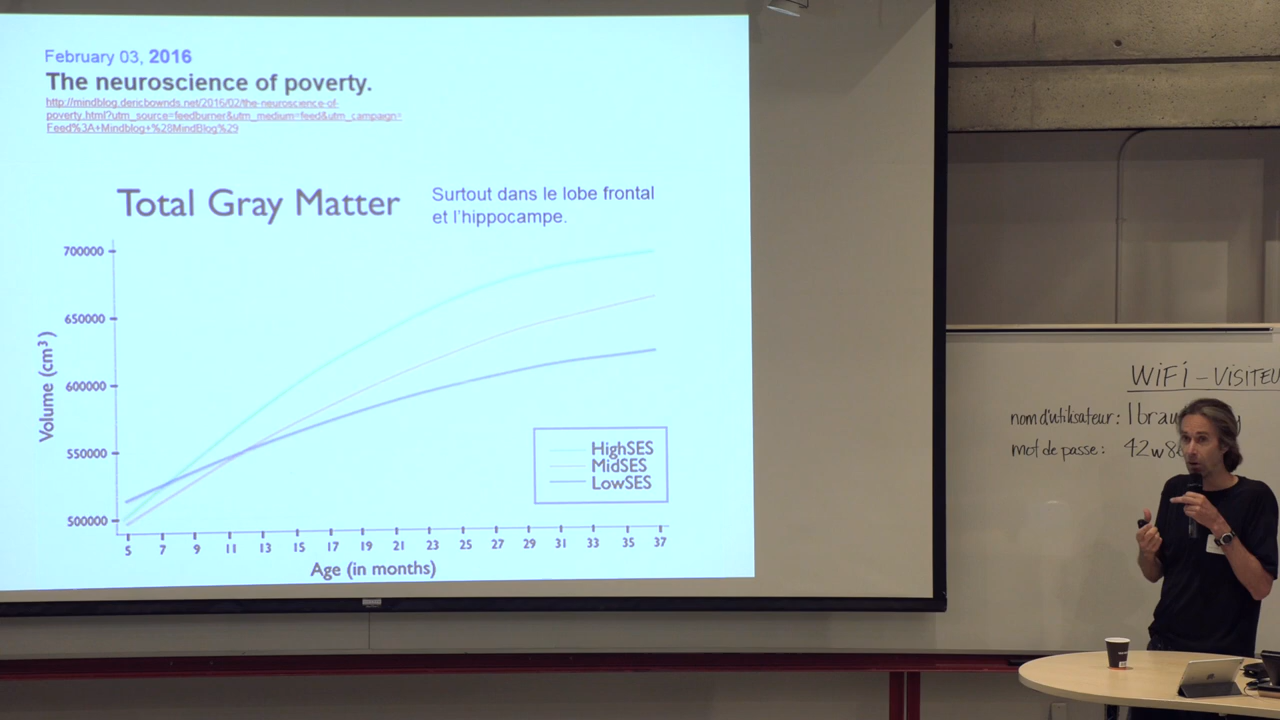 February 03, 2016
The neuroscience of poverty.
http://mindblog.dericbownds.net/2016/02/the-neuroscience-of-
poverty.html?utm_source=feedburner&utm_medium=feed&utm_campaign=
Feed%3A+Mindblog+%28MindBlog%29
Total Gray Matter
Surtout dans le lobe frontal
et l'hippocampe.
Volume (cm³)
700000
650000
600000
550000
500000
HighSES
MidSES
LowSES
5 7 9 11 13 15 17 19 21 23 25 27 29 31 33 35 37
Age (in months)
WiFi - VISITEU
nom d'utilisateur:
mot de passe: